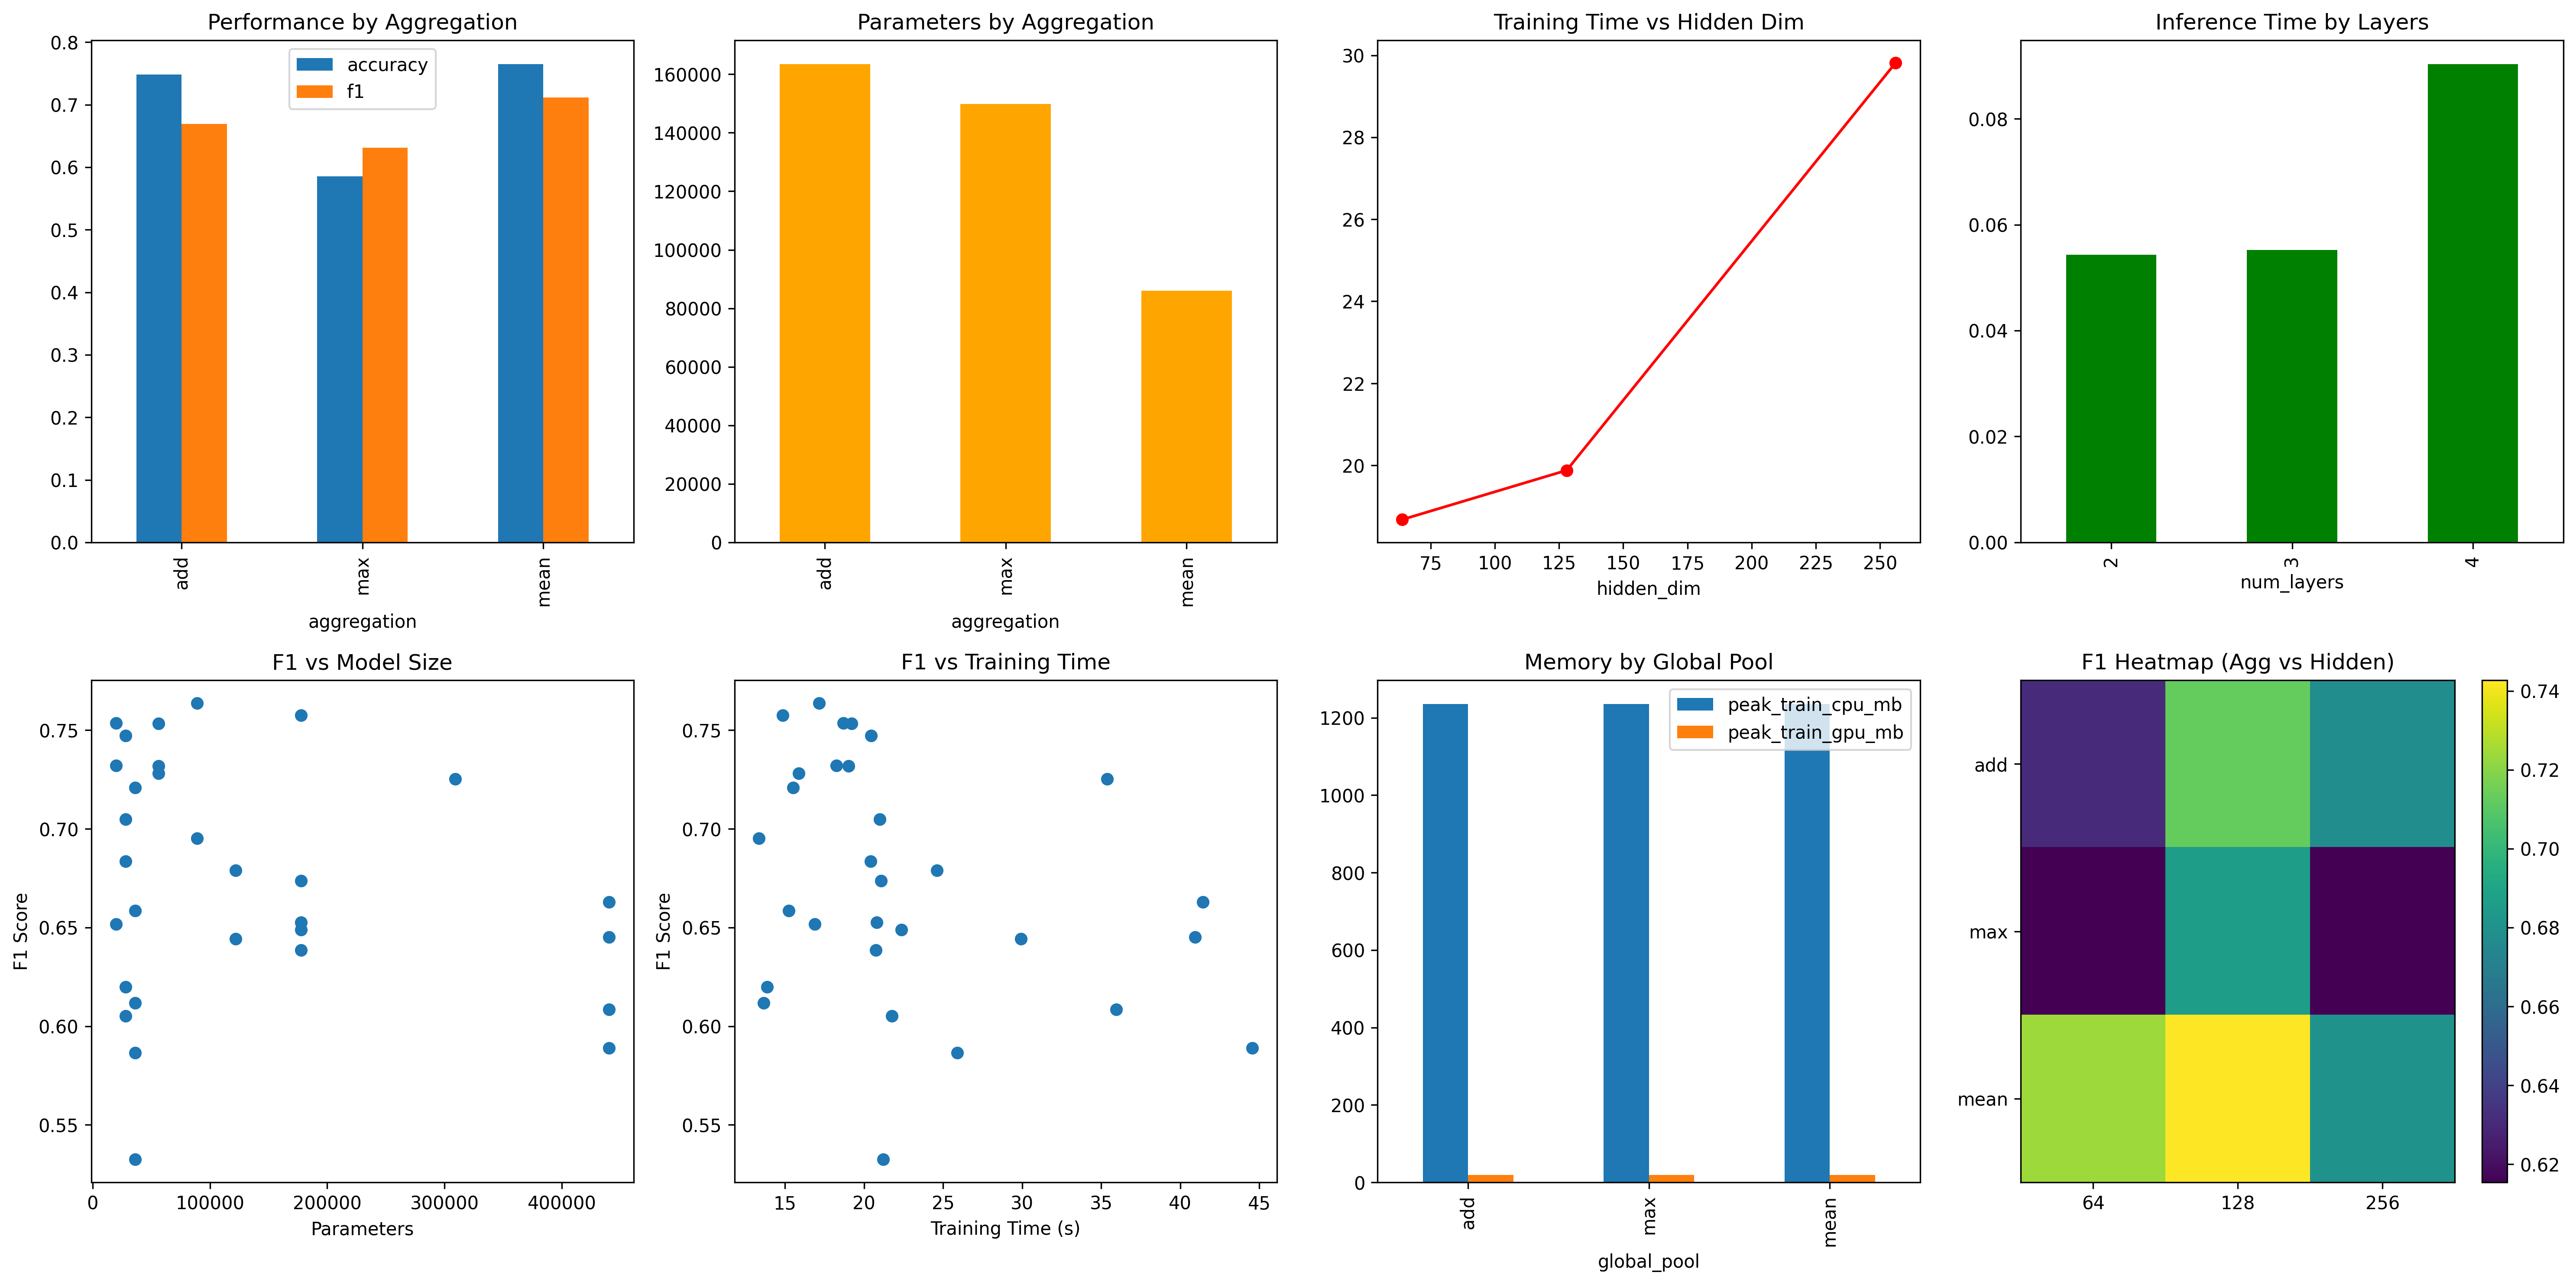 Performance by Aggregation
0.8
0.7
0.6
0.5
0.4
0.3
0.2
0.1
0.0
accuracy
f1
add
max
mean
aggregation
Parameters by Aggregation
160000
140000
120000
100000
80000
60000
40000
20000
0
add
max
mean
aggregation
Training Time vs Hidden Dim
30
28
26
24
22
20
75 100 125 150 175 200 225 250
hidden_dim
Inference Time by Layers
0.08
0.06
0.04
0.02
0.00
2
3
4
num_layers
F1 vs Model Size
F1 Score
0.75
0.70
0.65
0.60
0.55
0 100000 200000 300000 400000
Parameters
F1 vs Training Time
F1 Score
0.75
0.70
0.65
0.60
0.55
15 20 25 30 35 40 45
Training Time (s)
Memory by Global Pool
1200
1000
800
600
400
200
0
peak_train_cpu_mb
peak_train_gpu_mb
add
max
mean
global_pool
F1 Heatmap (Agg vs Hidden)
add
max
mean
64 128 256
0.74
0.72
0.70
0.68
0.66
0.64
0.62